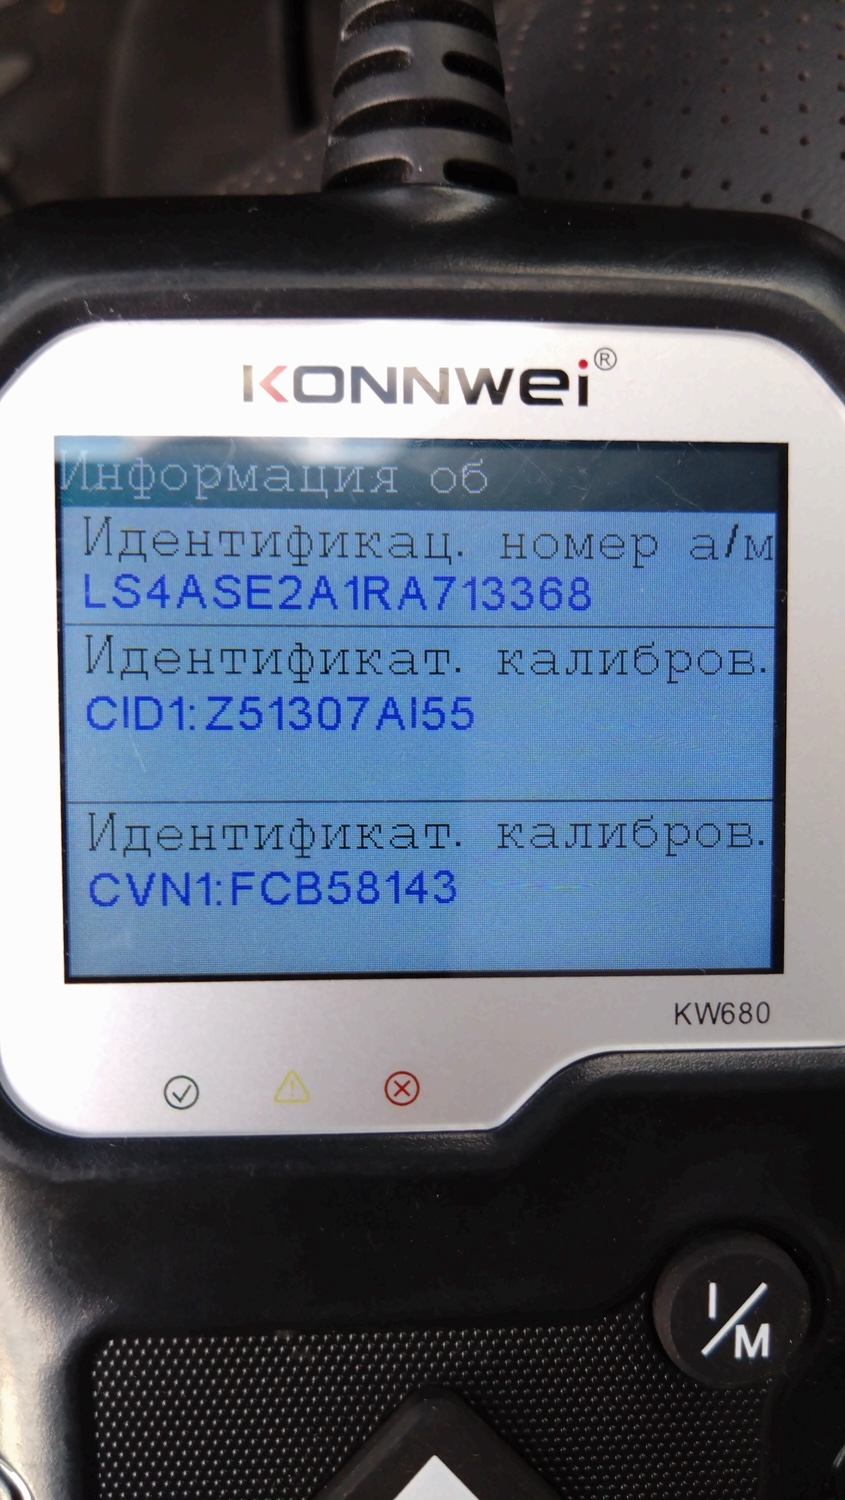 KONNWEI®
Информация об
Идентификац. номер а/м
LS4ASE2A1RA713368
Идентификат. калибров.
CID1:Z51307AI55
Идентификат. калибров.
CVN1:FCB58143
KW680
I/M